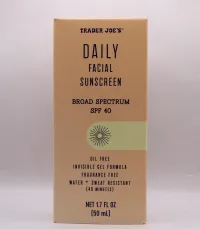 TRADER JOE'S
DAILY
FACIAL
SUNSCREEN
BROAD SPECTRUM
SPF 40
OIL FREE
INVISIBLE GEL FORMULA
FRAGRANCE FREE
WATER + SWEAT RESISTANT
(40 MINUTES)
NET 1.7 FL OZ
(50 mL)